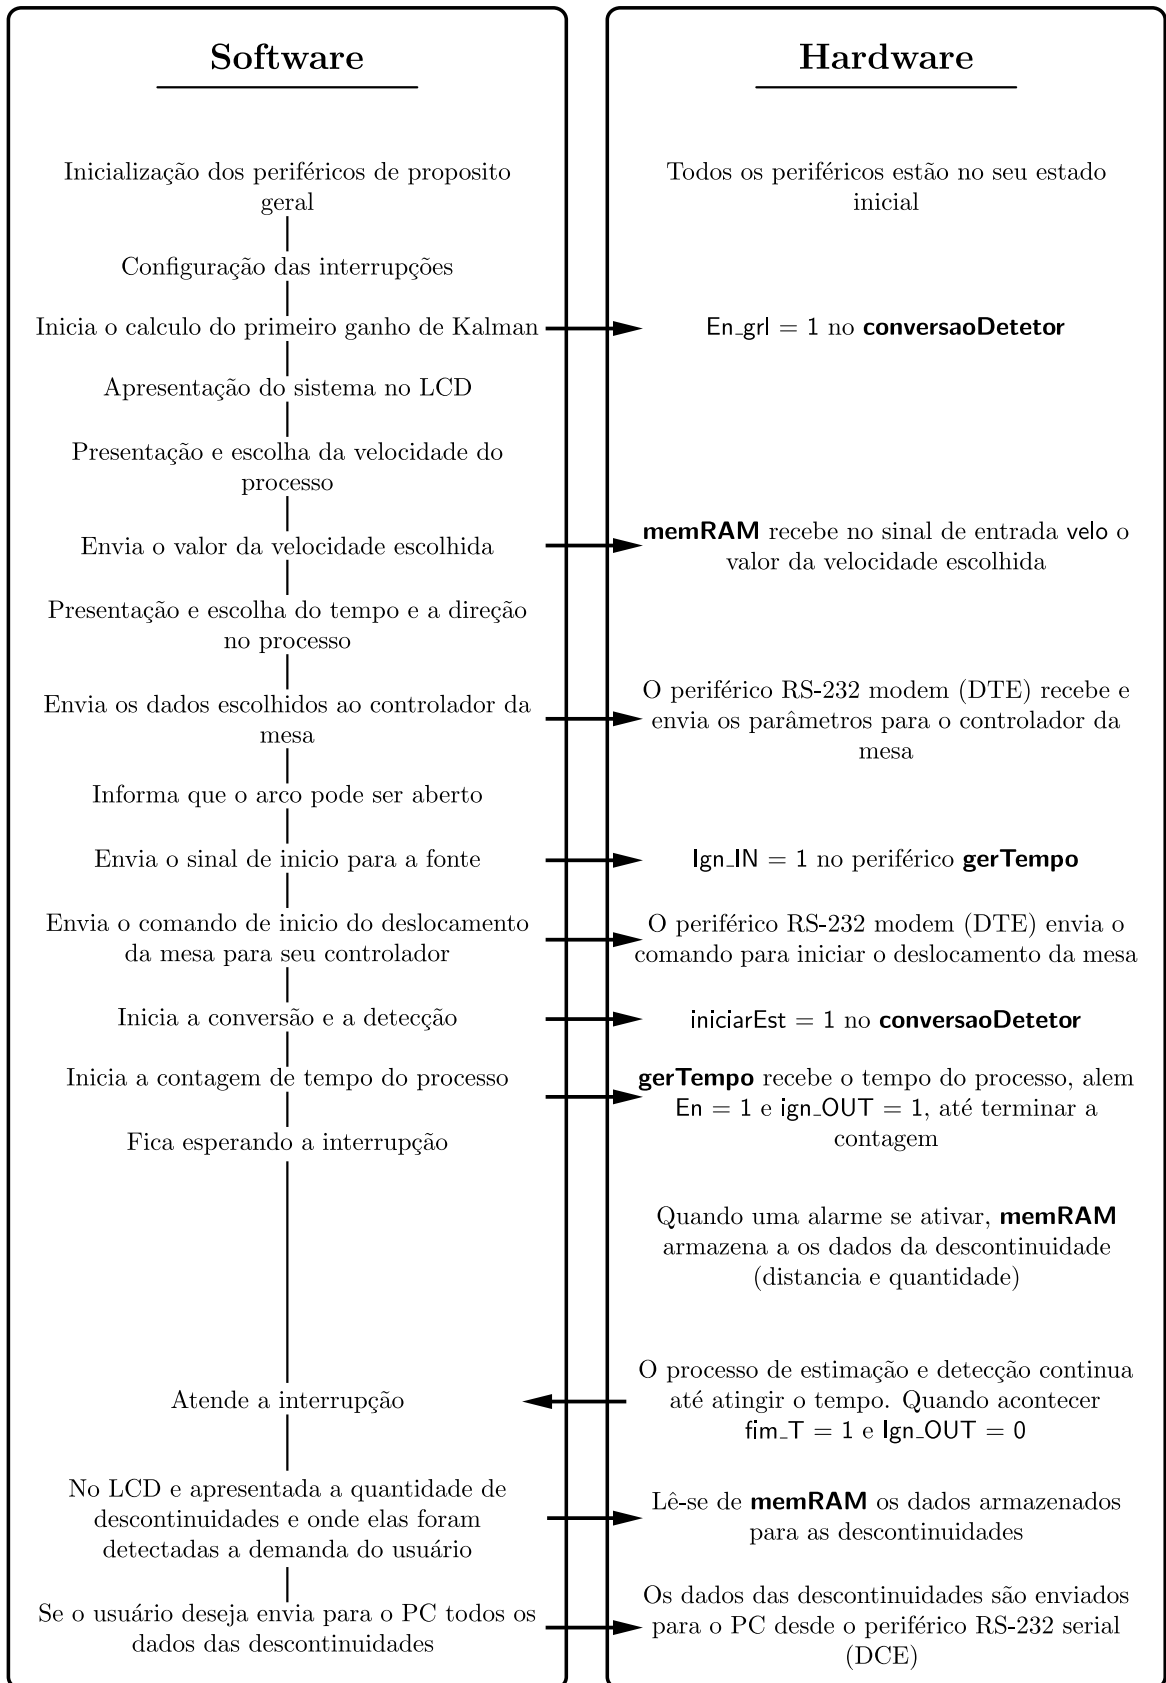 Software
Inicialização dos periféricos de proposito
geral
Configuração das interrupções
Inicia o calculo do primeiro ganho de Kalman
Apresentação do sistema no LCD
Presentação e escolha da velocidade do
processo
Envia o valor da velocidade escolhida
Presentação e escolha do tempo e a direção
no processo
Envia os dados escolhidos ao controlador da
mesa
Informa que o arco pode ser aberto
Envia o sinal de inicio para a fonte
Envia o comando de inicio do deslocamento
da mesa para seu controlador
Inicia a conversão e a detecção
Inicia a contagem de tempo do processo
Fica esperando a interrupção
Atende a interrupção
No LCD e apresentada a quantidade de
descontinuidades e onde elas foram
detectadas a demanda do usuário
Se o usuário deseja envia para o PC todos os
dados das descontinuidades
Hardware
Todos os periféricos estão no seu estado
inicial
En_grl = 1 no conversaoDetetor
memRAM recebe no sinal de entrada velo o
valor da velocidade escolhida
O periférico RS-232 modem (DTE) recebe e
envia os parâmetros para o controlador da
mesa
Ign_IN = 1 no periférico gerTempo
O periférico RS-232 modem (DTE) envia o
comando para iniciar o deslocamento da mesa
iniciarEst = 1 no conversaoDetetor
gerTempo recebe o tempo do processo, alem
En = 1 e ign_OUT = 1, até terminar a
contagem
Quando uma alarme se ativar, memRAM
armazena a os dados da descontinuidade
(distancia e quantidade)
O processo de estimação e detecção continua
até atingir o tempo. Quando acontecer
fim_T = 1 e Ign_OUT = 0
Lê-se de memRAM os dados armazenados
para as descontinuidades
Os dados das descontinuidades são enviados
para o PC desde o periférico RS-232 serial
(DCE)